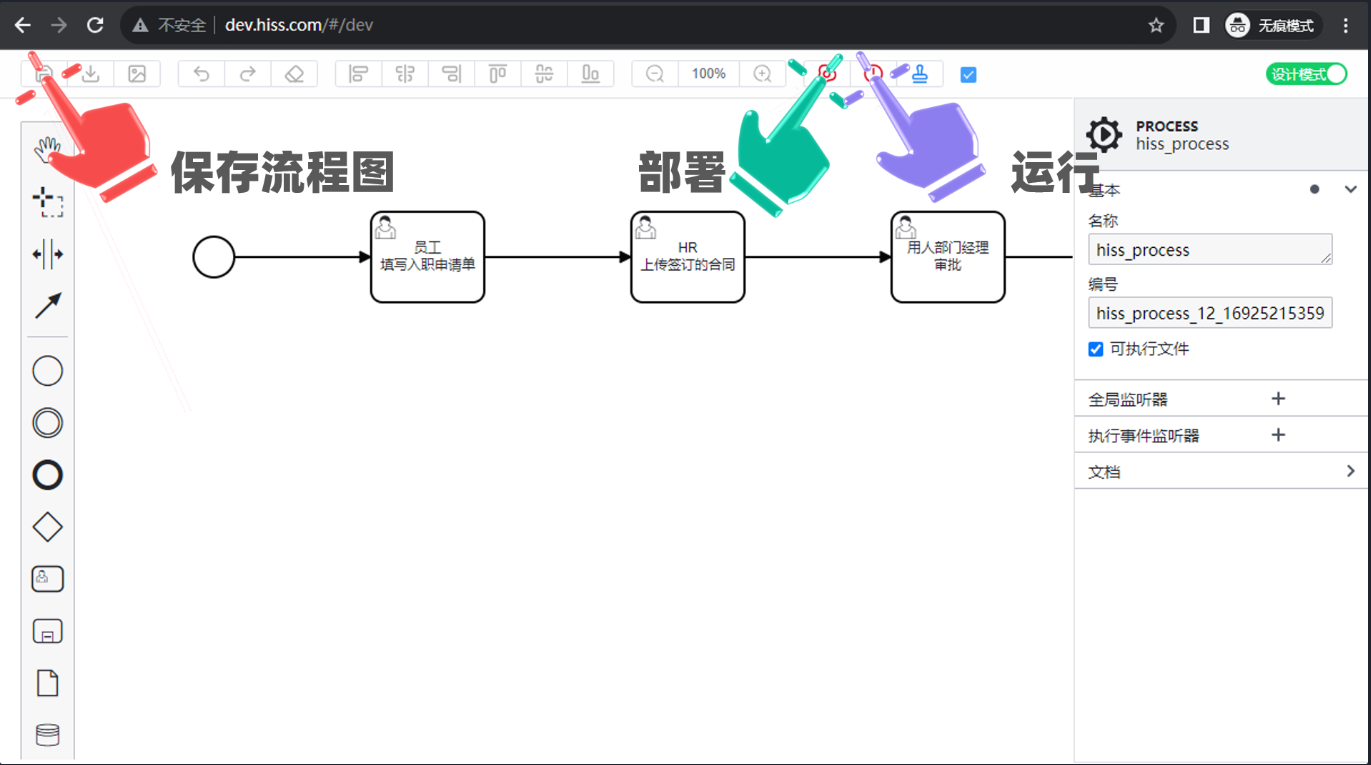 不安全
dev.hiss.com/#/dev
无痕模式
100%
设计模式
保存流程图
部署
运行
PROCESS
hiss_process
基本
名称
hiss_process
编号
hiss_process_12_16925215359
可执行文件
全局监听器
执行事件监听器
文档
员工
填写入职申请单
HR
上传签订的合同
用人部门经理
审批